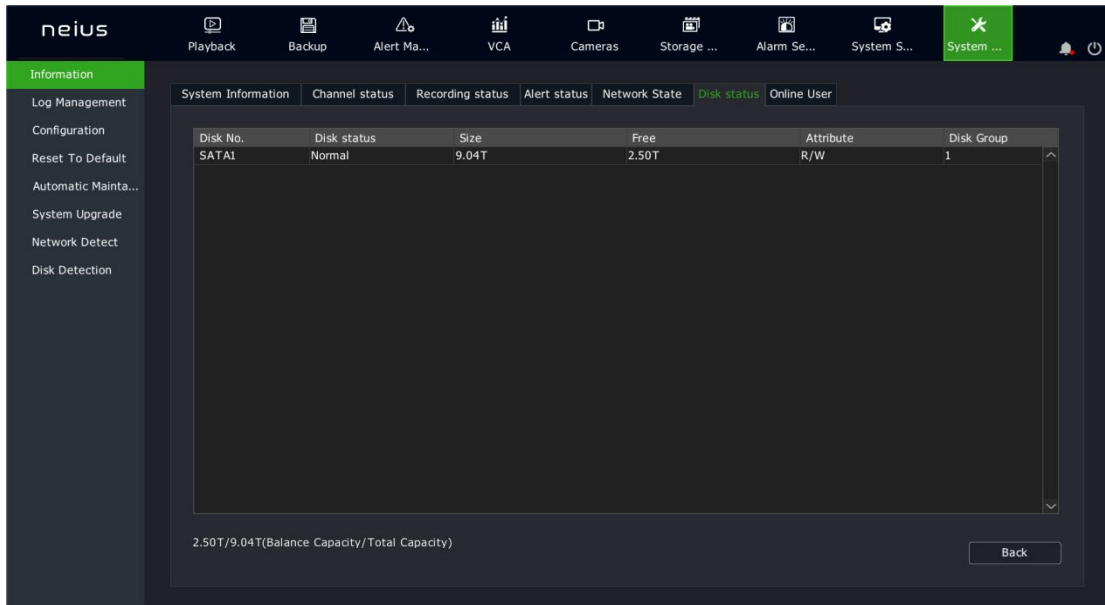 neius
Playback Backup Alert Ma... VCA Cameras Storage ... Alarm Se... System S... System ...
Information
Log Management
Configuration
Reset To Default
Automatic Mainta...
System Upgrade
Network Detect
Disk Detection
System Information Channel status Recording status Alert status Network State Disk status Online User
Disk No. Disk status Size Free Attribute Disk Group
SATA1 Normal 9.04T 2.50T R/W 1
2.50T/9.04T(Balance Capacity/Total Capacity)
Back